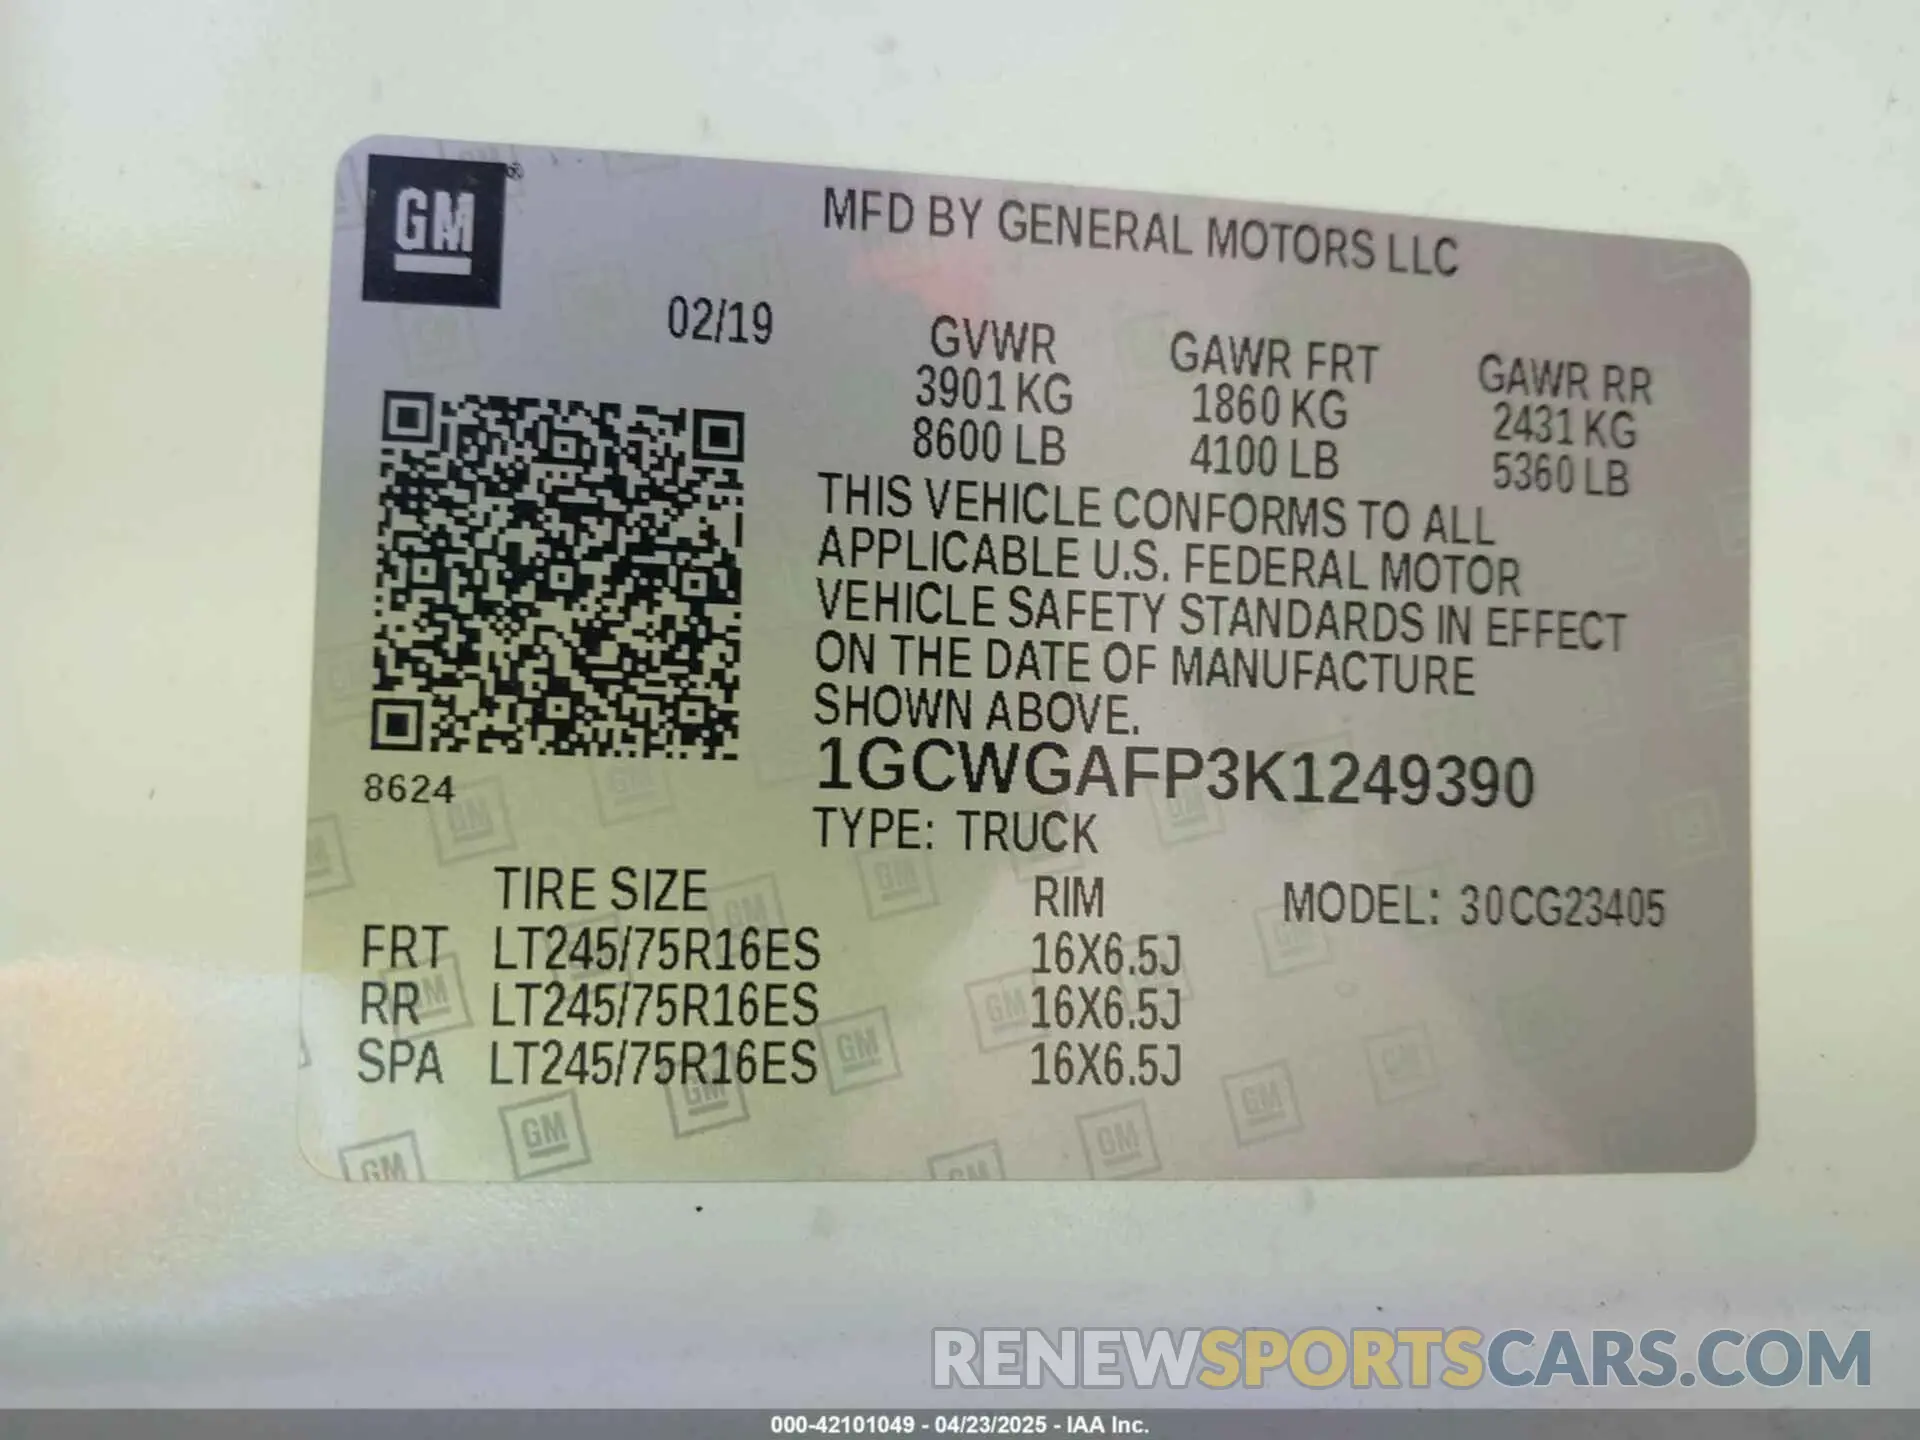 GM ®
MFD BY GENERAL MOTORS LLC
02/19
GVWR GAWR FRT GAWR RR
3901 KG 1860 KG 2431 KG
8600 LB 4100 LB 5360 LB
THIS VEHICLE CONFORMS TO ALL
APPLICABLE U.S. FEDERAL MOTOR
VEHICLE SAFETY STANDARDS IN EFFECT
ON THE DATE OF MANUFACTURE
SHOWN ABOVE.
1GCWGAFP3K1249390
8624
TYPE: TRUCK
TIRE SIZE RIM MODEL: 30CG23405
FRT LT245/75R16ES 16X6.5J
RR LT245/75R16ES 16X6.5J
SPA LT245/75R16ES 16X6.5J
RENEWSPORTSCARS.COM
000-42101049 - 04/23/2025 - IAA Inc.